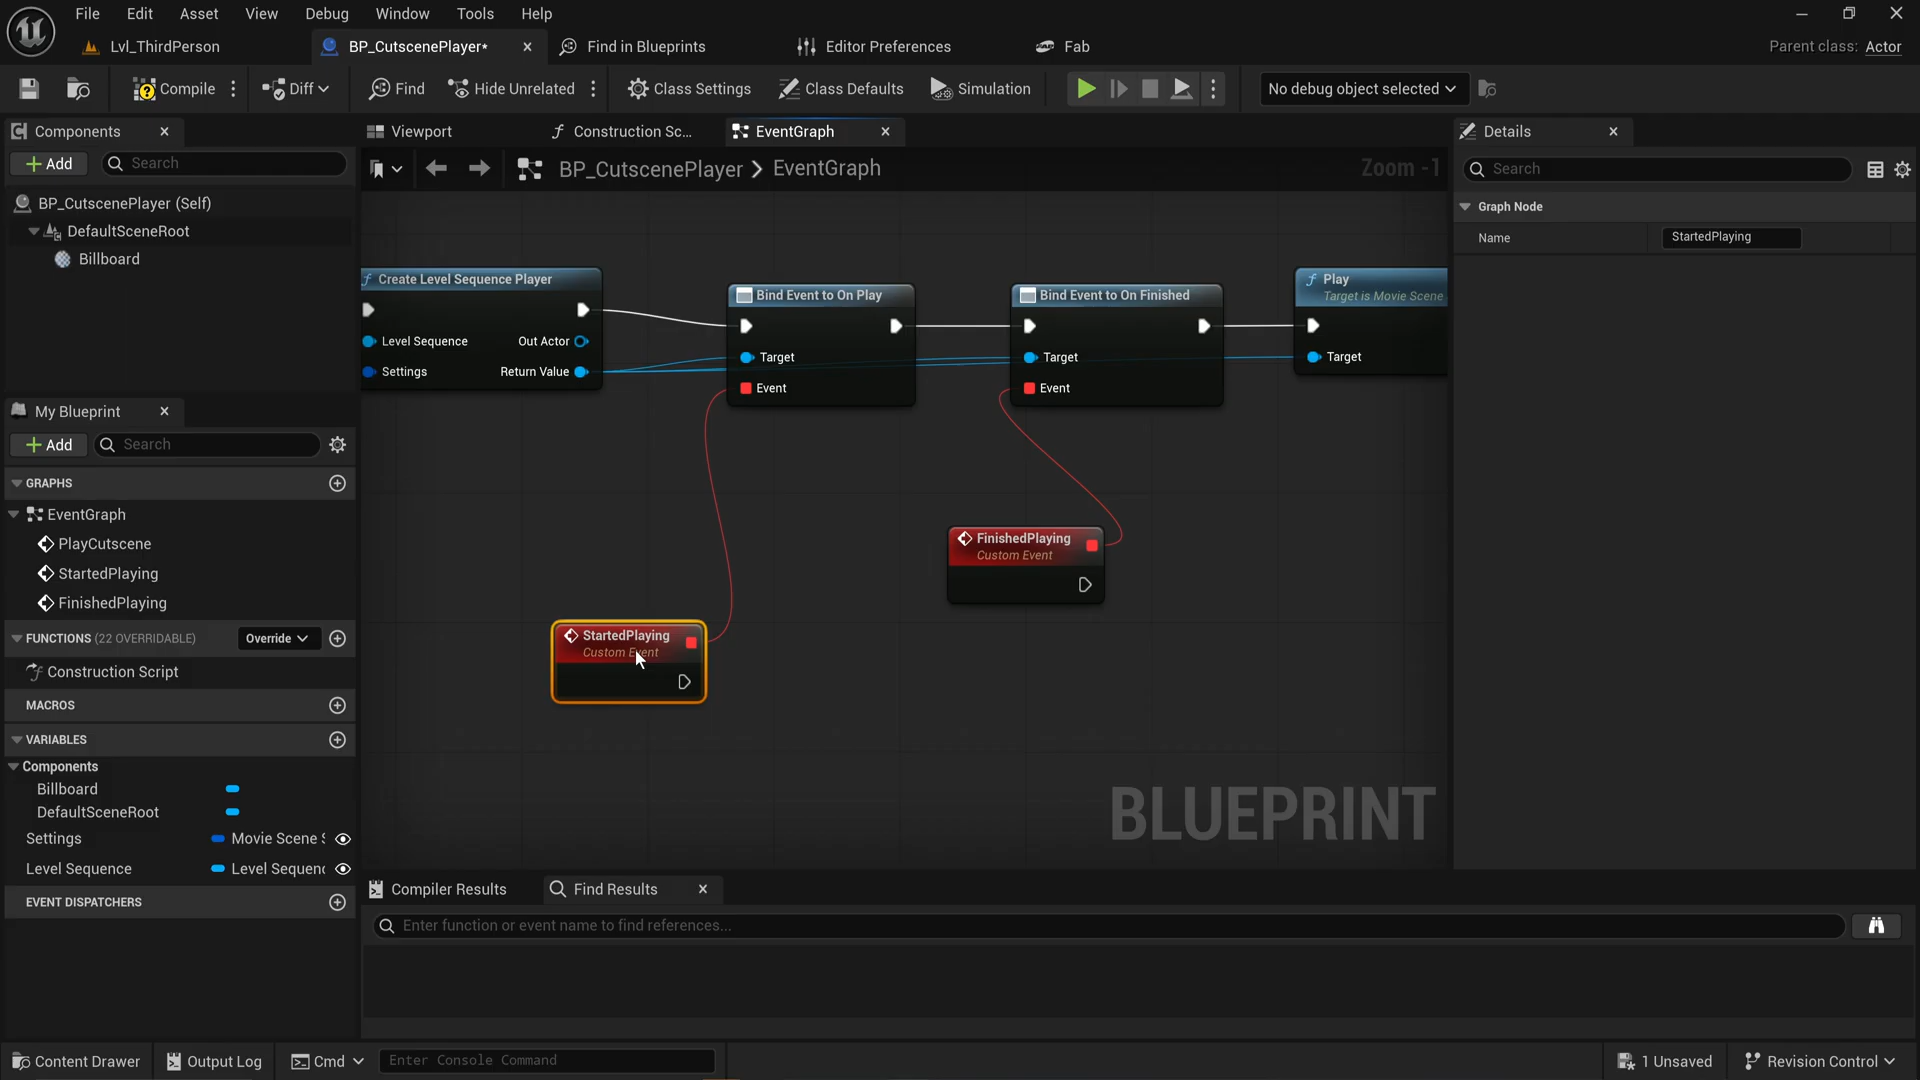 File Edit Asset View Debug Window Tools Help
Lvl_ThirdPerson BP_CutscenePlayer* Find in Blueprints Editor Preferences Fab Parent class: Actor
Compile Diff Find Hide Unrelated Class Settings Class Defaults Simulation No debug object selected
Components Viewport Construction Sc... EventGraph Details
Add Search BP_CutscenePlayer > EventGraph Zoom -1 Search
BP_CutscenePlayer (Self) Graph Node
DefaultSceneRoot Name StartedPlaying
Billboard
Create Level Sequence Player
Level Sequence Out Actor
Settings Return Value
Bind Event to On Play
Target
Event
Bind Event to On Finished
Target
Event
Play
Target is Movie Scene
Target
FinishedPlaying
Custom Event
StartedPlaying
Custom Event
BLUEPRINT
My Blueprint
Add Search
GRAPHS
EventGraph
PlayCutscene
StartedPlaying
FinishedPlaying
FUNCTIONS (22 OVERRIDABLE) Override
Construction Script
MACROS
VARIABLES
Components
Billboard
DefaultSceneRoot
Settings Movie Scene S
Level Sequence Level Sequenc
EVENT DISPATCHERS
Compiler Results Find Results
Enter function or event name to find references...
Content Drawer Output Log Cmd Enter Console Command 1 Unsaved Revision Control